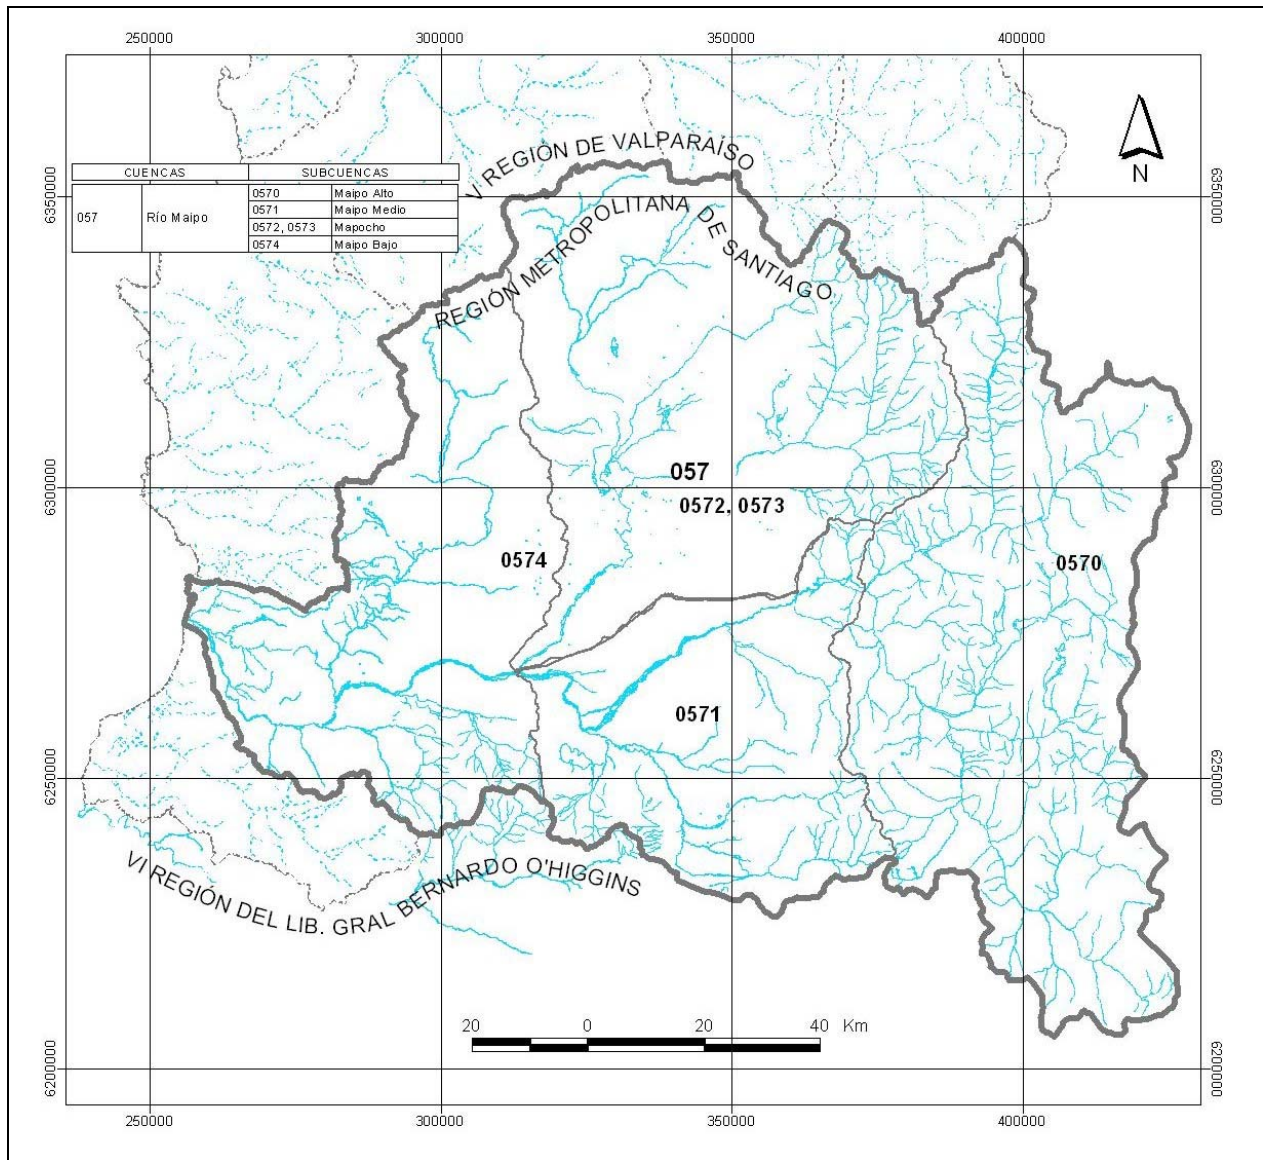 250000 300000 350000 400000
V REGIÓN DE VALPARAÍSO
REGIÓN METROPOLITANA DE SANTIAGO
N
CUENCAS SUBCUENCAS
057 Río Maipo
0570 Maipo Alto
0571 Maipo Medio
0572, 0573 Mapocho
0574 Maipo Bajo
6350000 6350000
057
6300000 6300000
0572, 0573
0574
0570
0571
6250000 6250000
VI REGIÓN DEL LIB. GRAL BERNARDO O'HIGGINS
20 0 20 40 Km
6200000 6200000
250000 300000 350000 400000